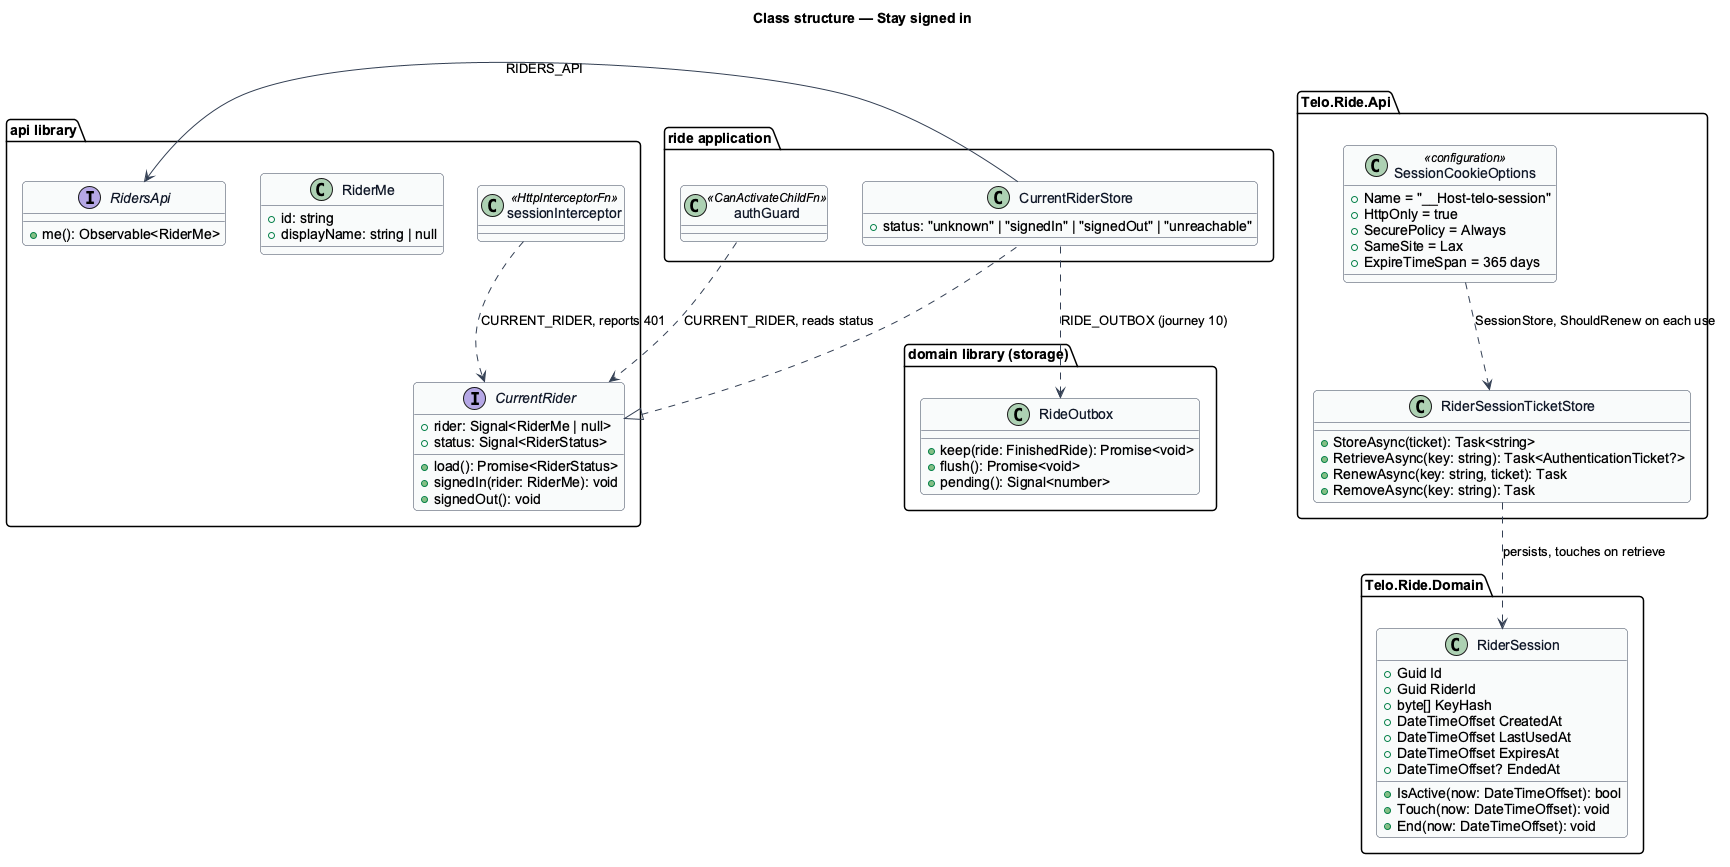 Class structure — Stay signed in
RIDERS_API
api library
I RidersApi
me(): Observable<RiderMe>
C RiderMe
id: string
displayName: string | null
C «HttpInterceptorFn»
sessionInterceptor
ride application
C «CanActivateChildFn»
authGuard
C CurrentRiderStore
status: "unknown" | "signedIn" | "signedOut" | "unreachable"
CURRENT_RIDER, reports 401
CURRENT_RIDER, reads status
RIDE_OUTBOX (journey 10)
I CurrentRider
rider: Signal<RiderMe | null>
status: Signal<RiderStatus>
load(): Promise<RiderStatus>
signedIn(rider: RiderMe): void
signedOut(): void
domain library (storage)
C RideOutbox
keep(ride: FinishedRide): Promise<void>
flush(): Promise<void>
pending(): Signal<number>
Telo.Ride.Api
C «configuration»
SessionCookieOptions
Name = "__Host-telo-session"
HttpOnly = true
SecurePolicy = Always
SameSite = Lax
ExpireTimeSpan = 365 days
SessionStore, ShouldRenew on each use
C RiderSessionTicketStore
StoreAsync(ticket): Task<string>
RetrieveAsync(key: string): Task<AuthenticationTicket?>
RenewAsync(key: string, ticket): Task
RemoveAsync(key: string): Task
persists, touches on retrieve
Telo.Ride.Domain
C RiderSession
Guid Id
Guid RiderId
byte[] KeyHash
DateTimeOffset CreatedAt
DateTimeOffset LastUsedAt
DateTimeOffset ExpiresAt
DateTimeOffset? EndedAt
IsActive(now: DateTimeOffset): bool
Touch(now: DateTimeOffset): void
End(now: DateTimeOffset): void